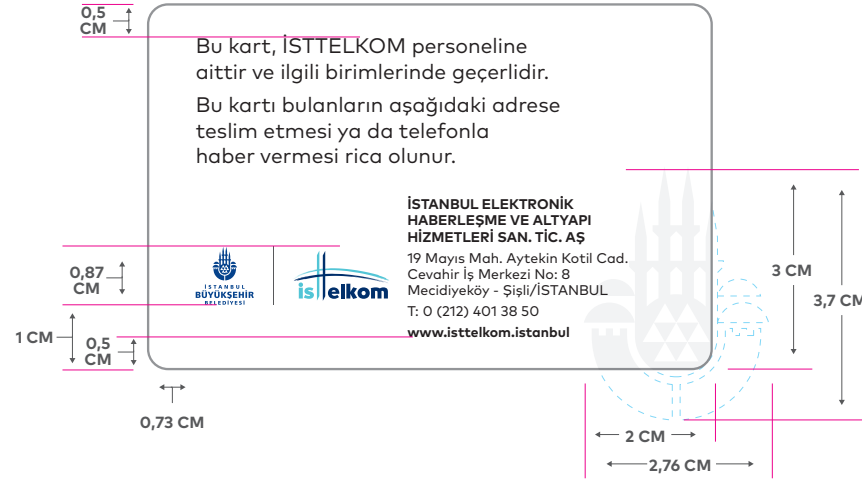 0,5
CM
Bu kart, İSTTELKOM personeline
aittir ve ilgili birimlerinde geçerlidir.
Bu kartı bulanların aşağıdaki adrese
teslim etmesi ya da telefonla
haber vermesi rica olunur.
İSTANBUL ELEKTRONİK
HABERLEŞME VE ALTYAPI
HİZMETLERİ SAN. TİC. AŞ
19 Mayıs Mah. Aytekin Kotil Cad.
Cevahir İş Merkezi No: 8
Mecidiyeköy - Şişli/İSTANBUL
T: 0 (212) 401 38 50
www.isttelkom.istanbul
İSTANBUL
BÜYÜKŞEHİR
BELEDİYESİ
isttelkom
0,87
CM
1 CM
0,5
CM
0,73 CM
3 CM
3,7 CM
2 CM
2,76 CM